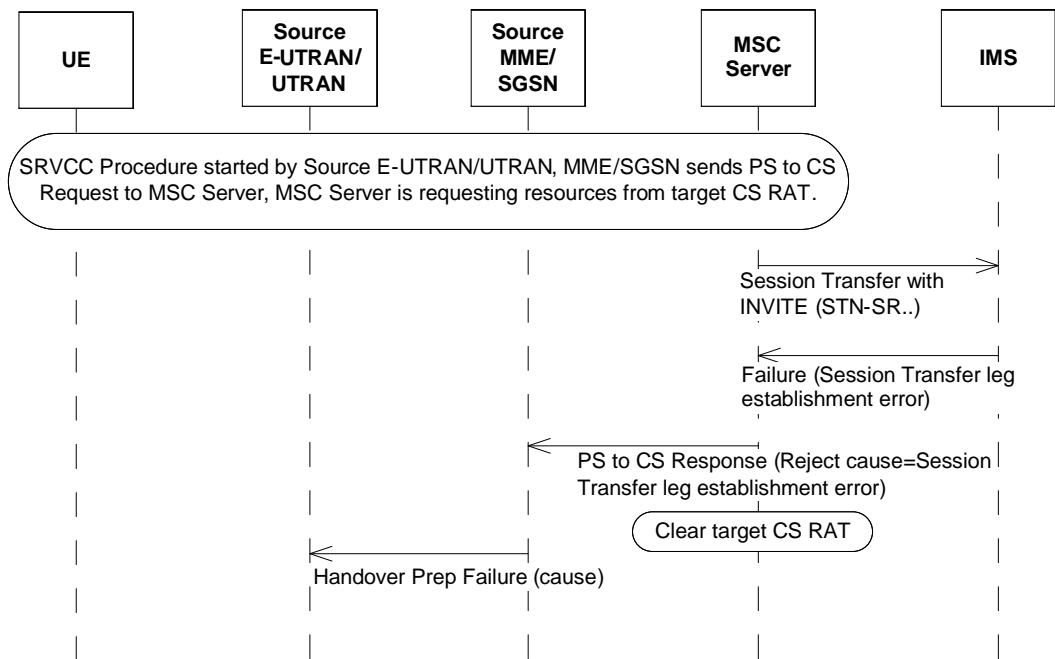 UE
Source
E-UTRAN/
UTRAN
Source
MME/
SGSN
MSC
Server
IMS
SRVCC Procedure started by Source E-UTRAN/UTRAN, MME/SGSN sends PS to CS
Request to MSC Server, MSC Server is requesting resources from target CS RAT.
Session Transfer with
INVITE (STN-SR..)
Failure (Session Transfer leg
establishment error)
PS to CS Response (Reject cause=Session
Transfer leg establishment error)
Clear target CS RAT
Handover Prep Failure (cause)